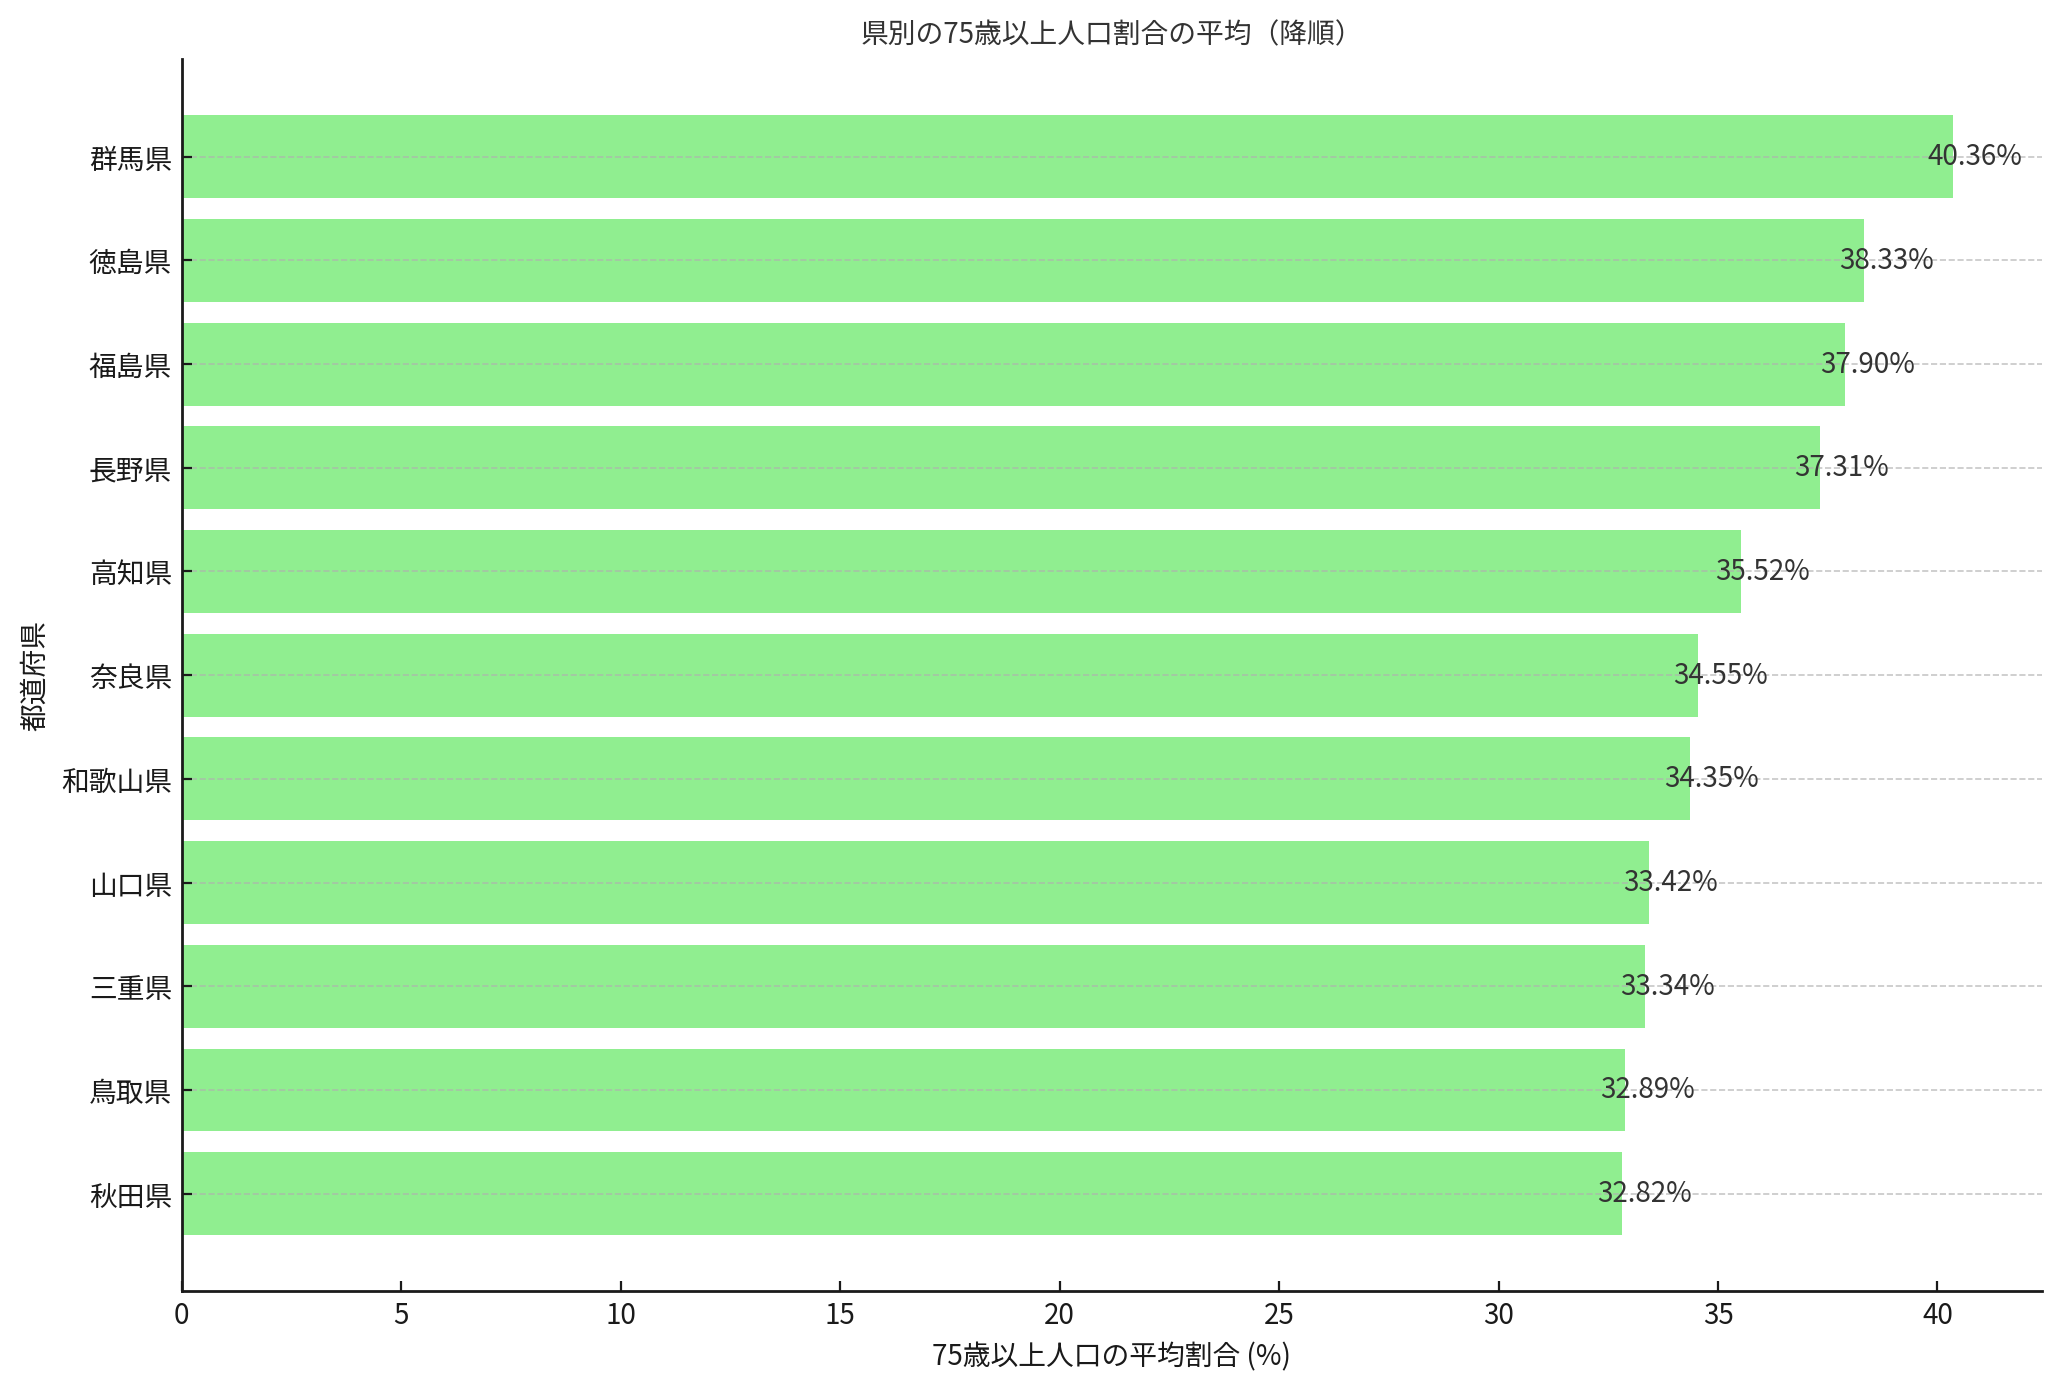 県別の75歳以上人口割合の平均（降順）
都道府県
群馬県 40.36%
徳島県 38.33%
福島県 37.90%
長野県 37.31%
高知県 35.52%
奈良県 34.55%
和歌山県 34.35%
山口県 33.42%
三重県 33.34%
鳥取県 32.89%
秋田県 32.82%
0 5 10 15 20 25 30 35 40
75歳以上人口の平均割合 (%)